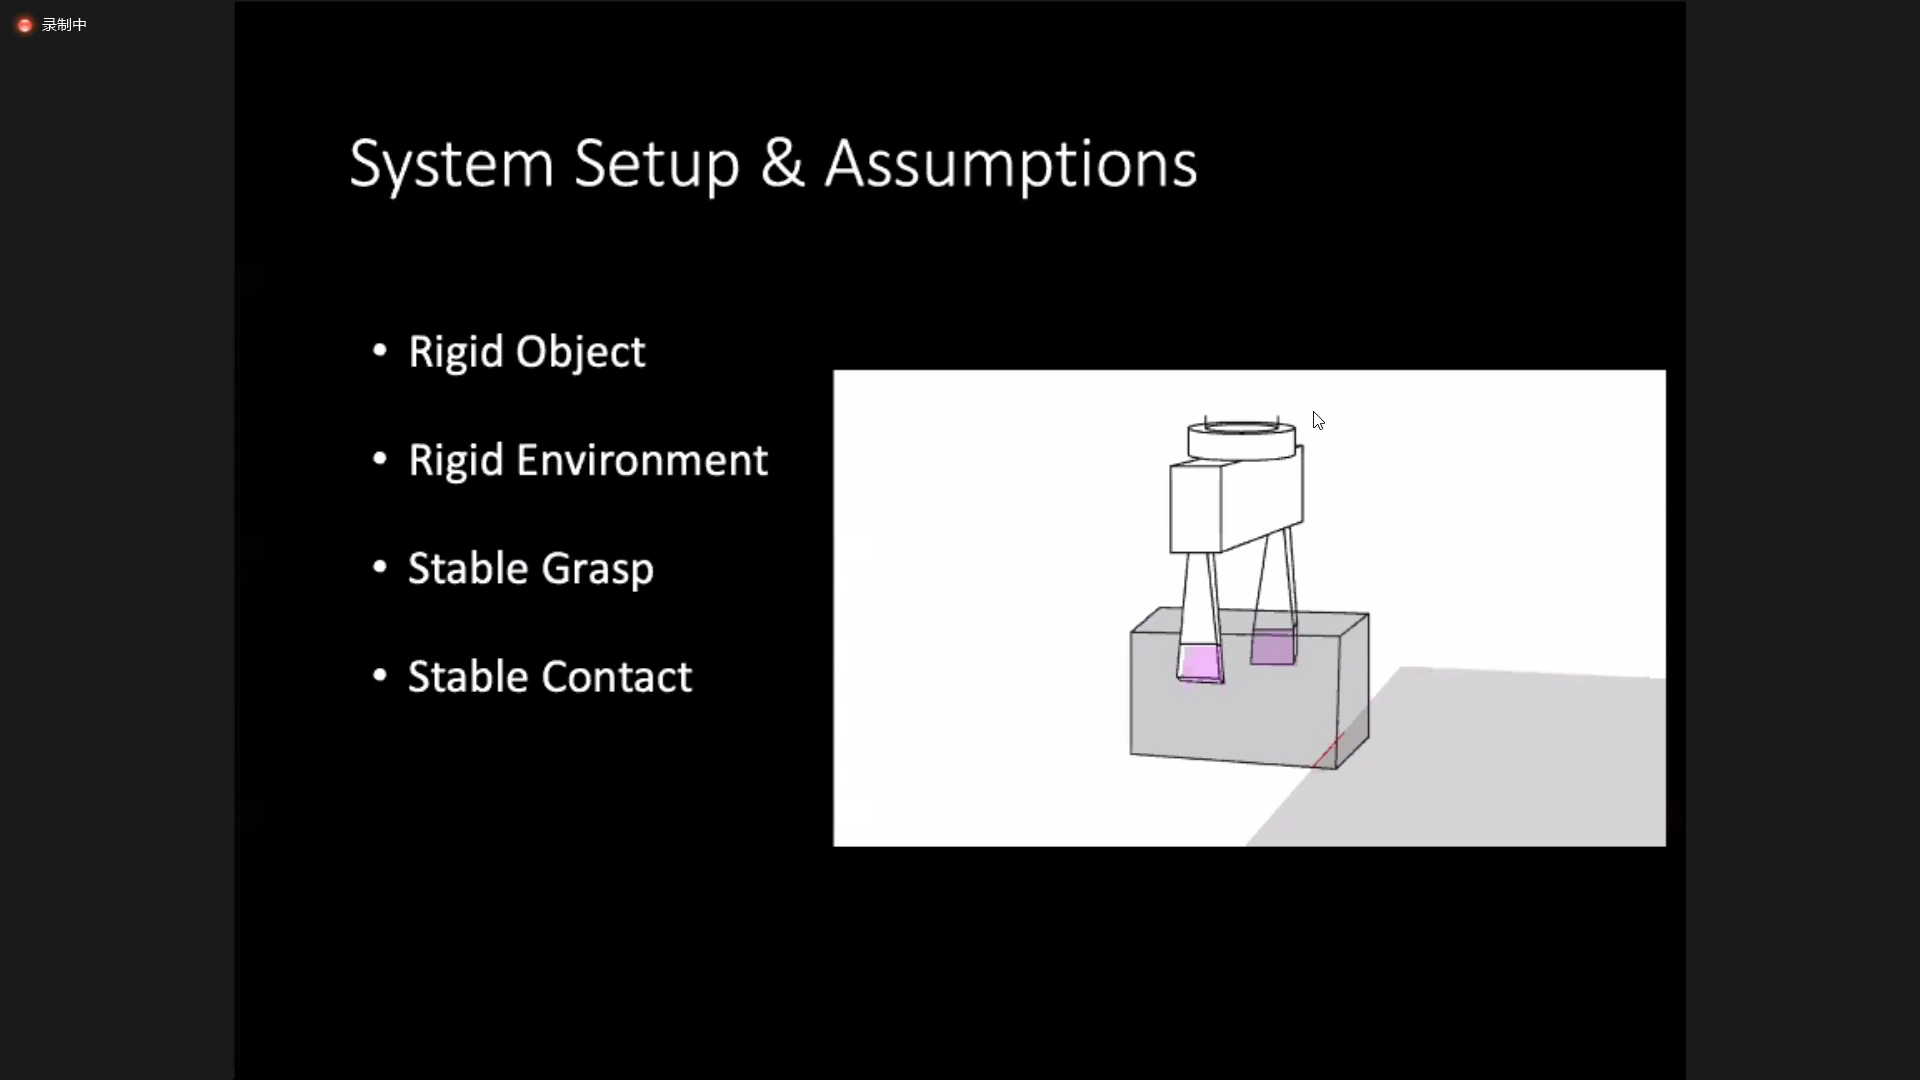 录制中
System Setup & Assumptions
• Rigid Object
• Rigid Environment
• Stable Grasp
• Stable Contact